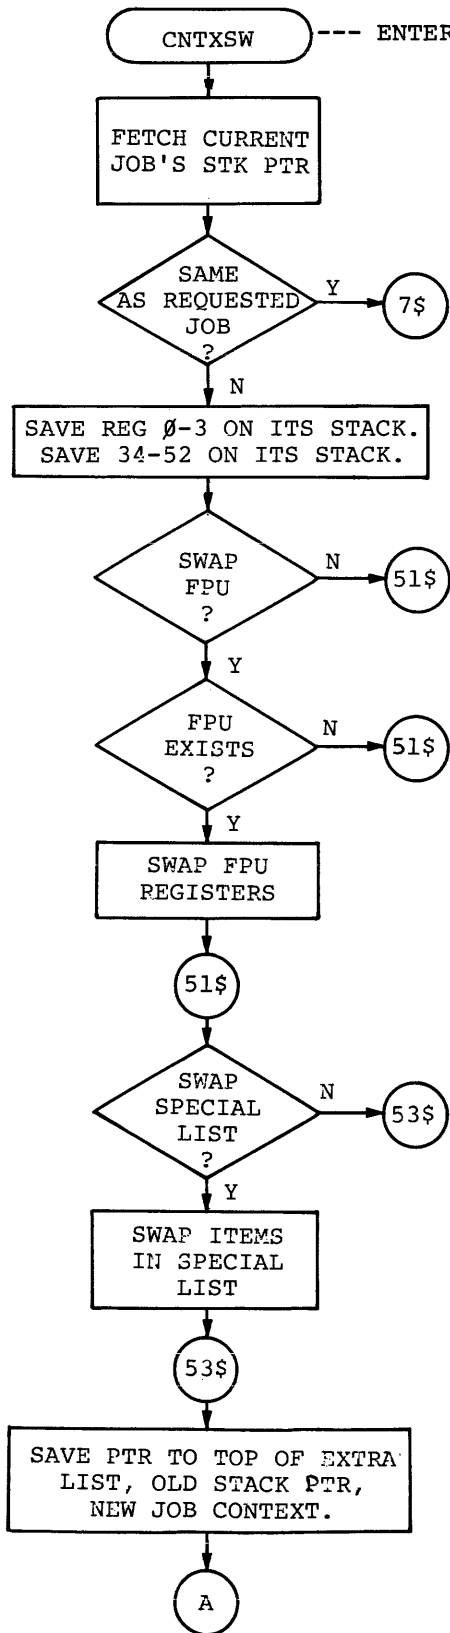 CNTXSW --- ENTER
FETCH CURRENT
JOB'S STK PTR
SAME
AS REQUESTED
JOB
?
Y
7$
N
SAVE REG Ø-3 ON ITS STACK.
SAVE 34-52 ON ITS STACK.
SWAP
FPU
?
N
51$
Y
FPU
EXISTS
?
N
51$
Y
SWAP FPU
REGISTERS
51$
SWAP
SPECIAL
LIST
?
N
53$
Y
SWAP ITEMS
IN SPECIAL
LIST
53$
SAVE PTR TO TOP OF EXTRA
LIST, OLD STACK PTR,
NEW JOB CONTEXT.
A